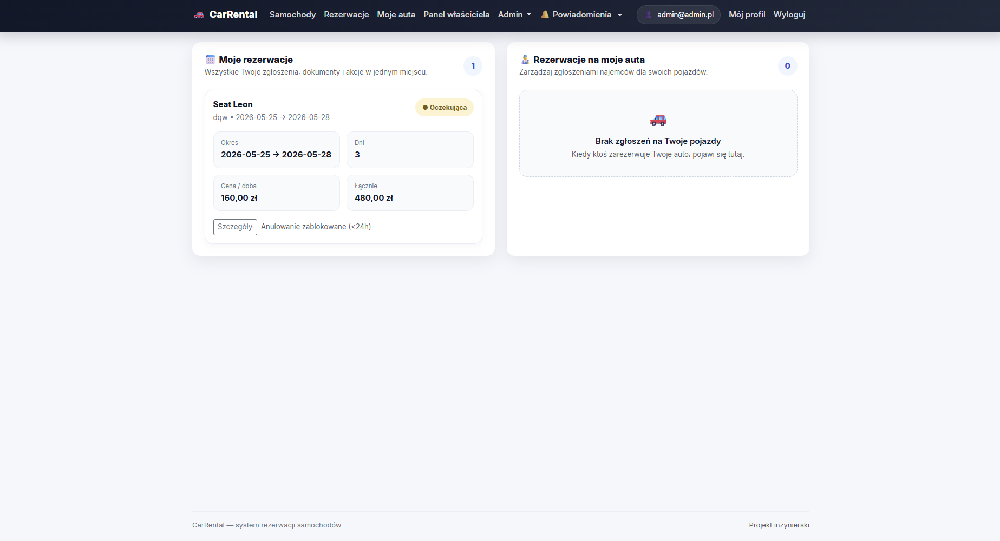 CarRental Samochody Rezerwacje Moje auta Panel właściciela Admin Powiadomienia admin@admin.pl Mój profil Wyloguj
Moje rezerwacje
1
Wszystkie Twoje zgłoszenia, dokumenty i akcje w jednym miejscu.
Seat Leon
Oczekująca
dqw • 2026-05-25 → 2026-05-28
Okres
2026-05-25 → 2026-05-28
Dni
3
Cena / doba
160,00 zł
Łącznie
480,00 zł
Szczegóły Anulowanie zablokowane (<24h)
Rezerwacje na moje auta
0
Zarządzaj zgłoszeniami najemców dla swoich pojazdów.
Brak zgłoszeń na Twoje pojazdy
Kiedy ktoś zarezerwuje Twoje auto, pojawi się tutaj.
CarRental — system rezerwacji samochodów
Projekt inżynierski